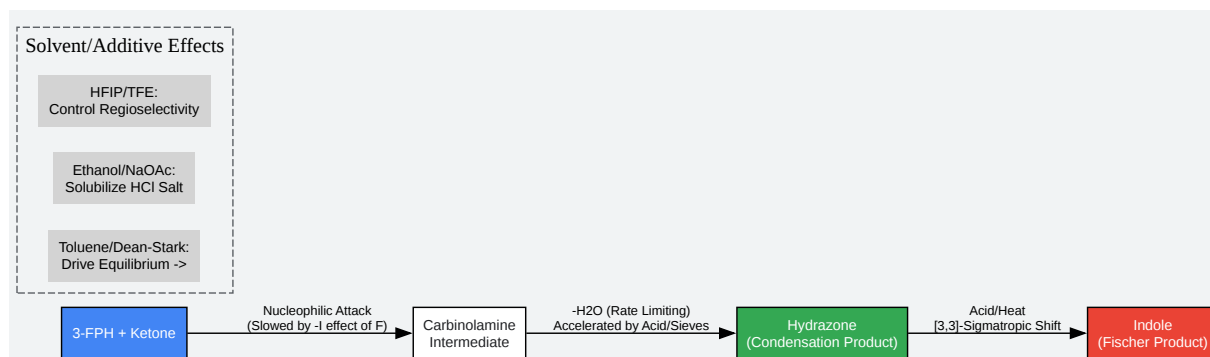 Solvent/Additive Effects
HFIP/TFE:
Control Regioselectivity
Ethanol/NaOAc:
Solubilize HCl Salt
Toluene/Dean-Stark:
Drive Equilibrium ->
3-FPH + Ketone
Nucleophilic Attack
(Slowed by -I effect of F)
Carbinolamine
Intermediate
-H2O (Rate Limiting)
Accelerated by Acid/Sieves
Hydrazone
(Condensation Product)
Acid/Heat
[3,3]-Sigmatropic Shift
Indole
(Fischer Product)